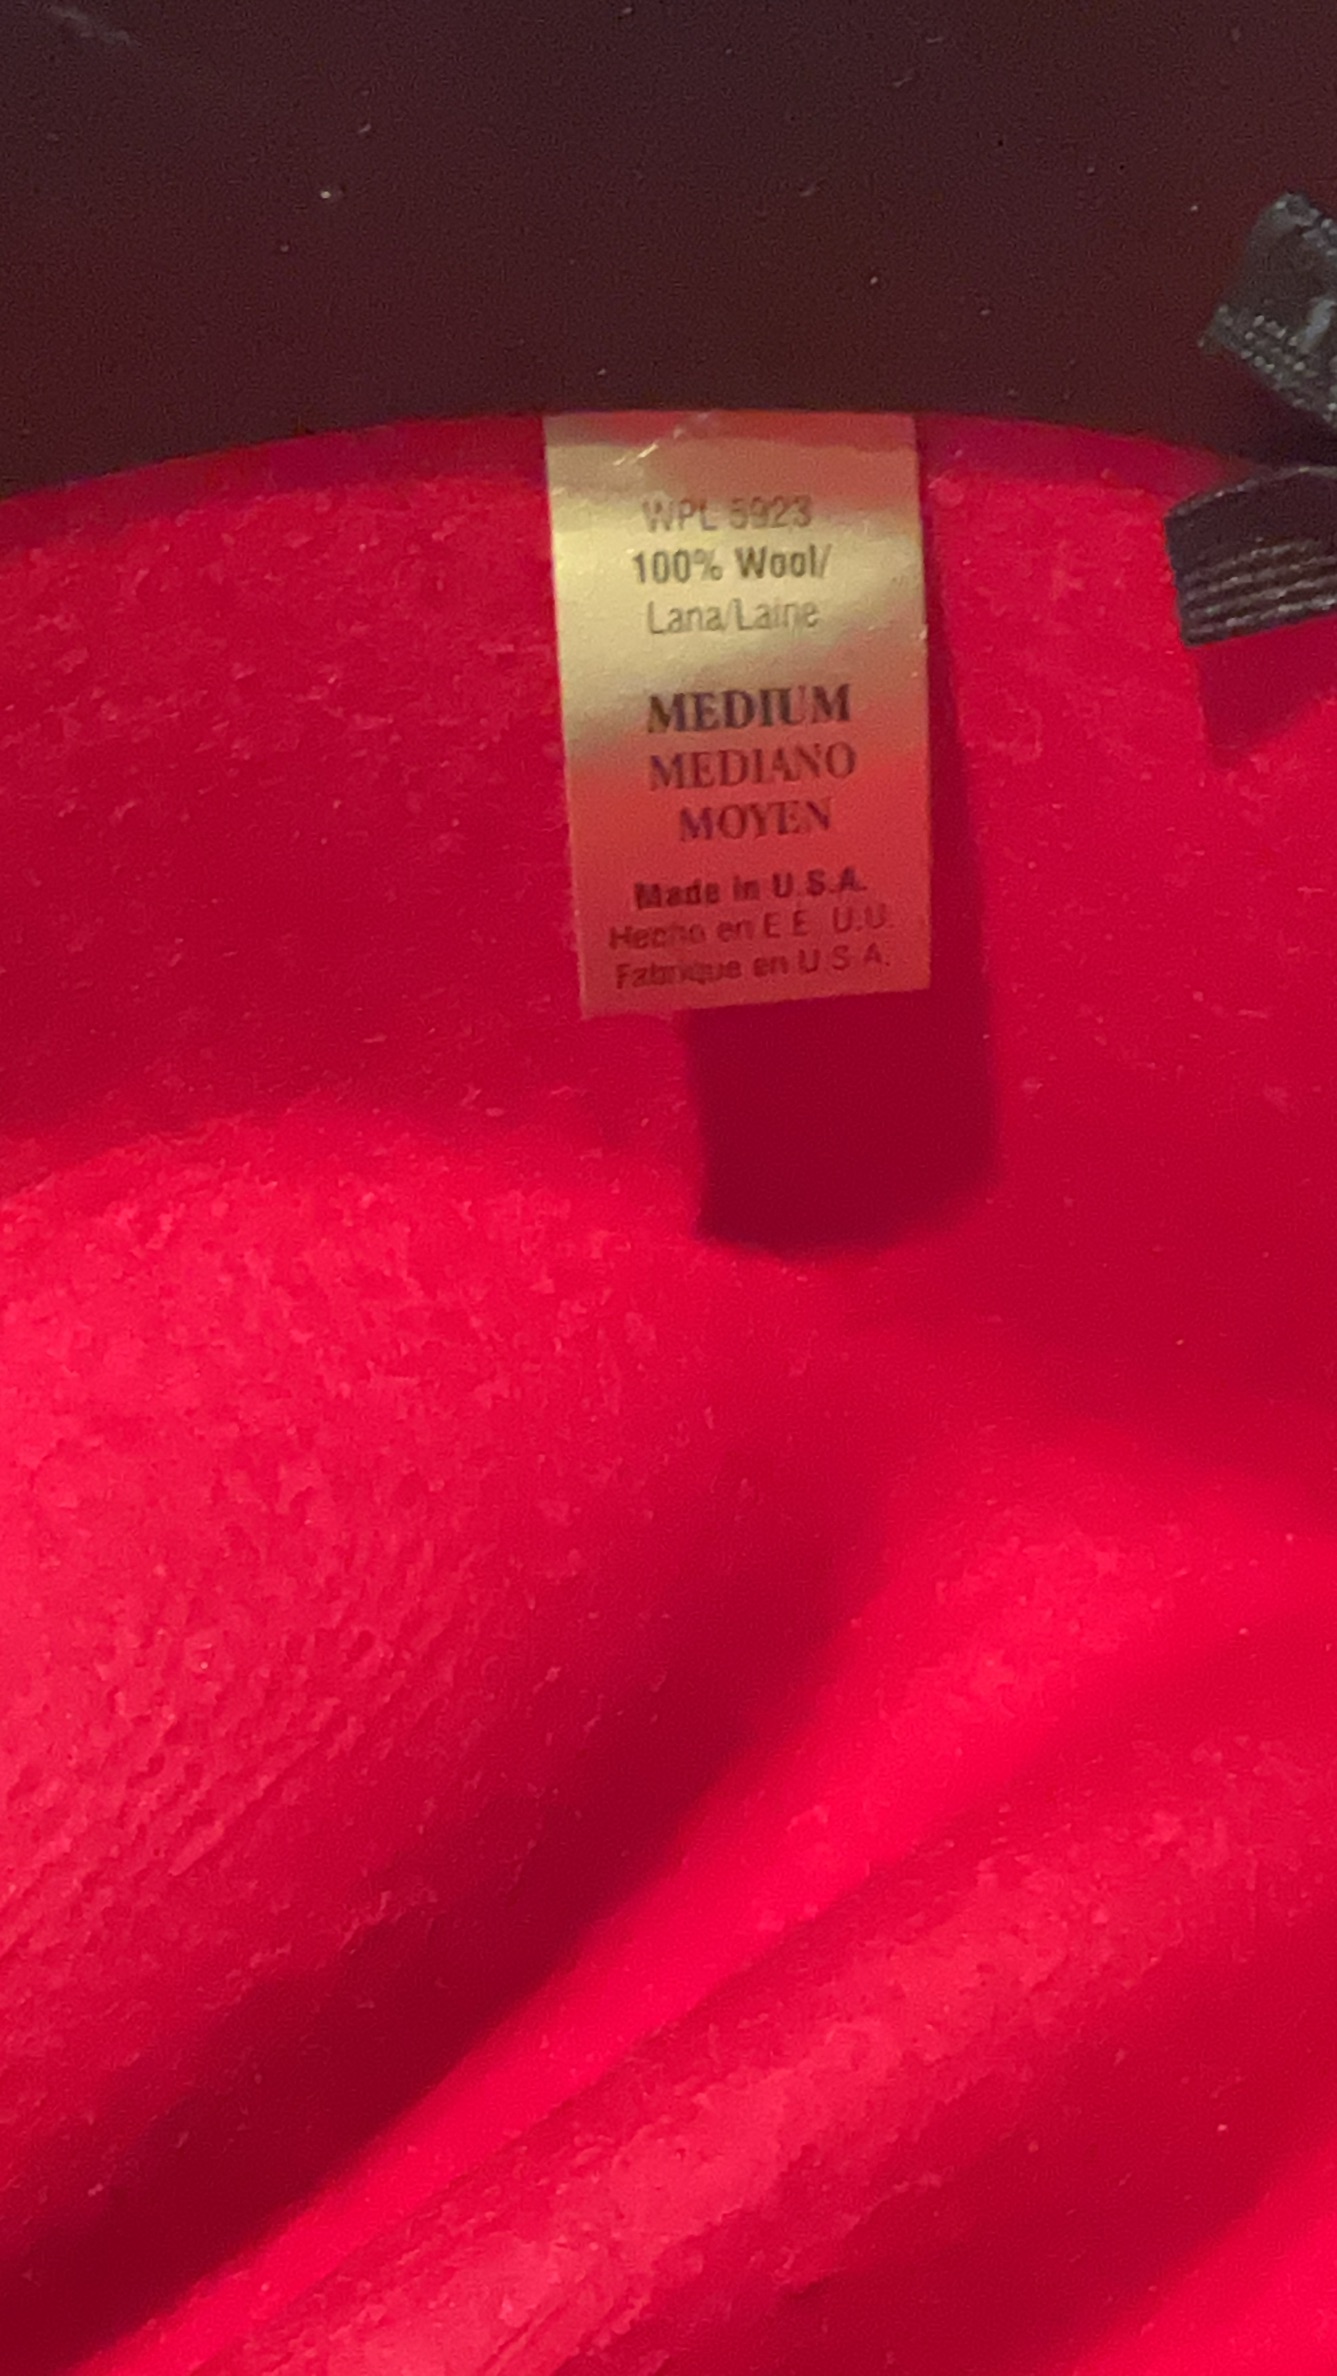 WPL 5923
100% Wool/
Lana/Laine
MEDIUM
MEDIANO
MOYEN
Made in U.S.A.
Hecho en E E. U.U.
Fabrique en U.S.A.